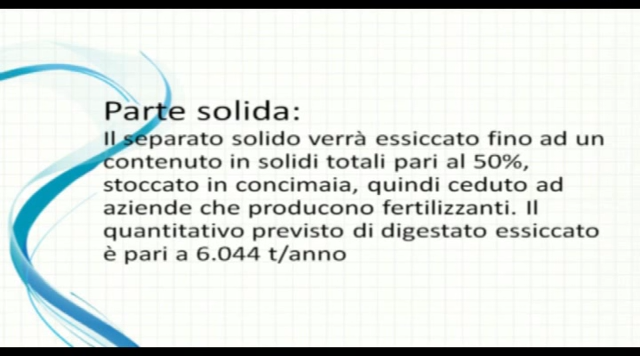 Parte solida:
Il separato solido verrà essiccato fino ad un
contenuto in solidi totali pari al 50%,
stoccato in concimaia, quindi ceduto ad
aziende che producono fertilizzanti. Il
quantitativo previsto di digestato essiccato
è pari a 6.044 t/anno